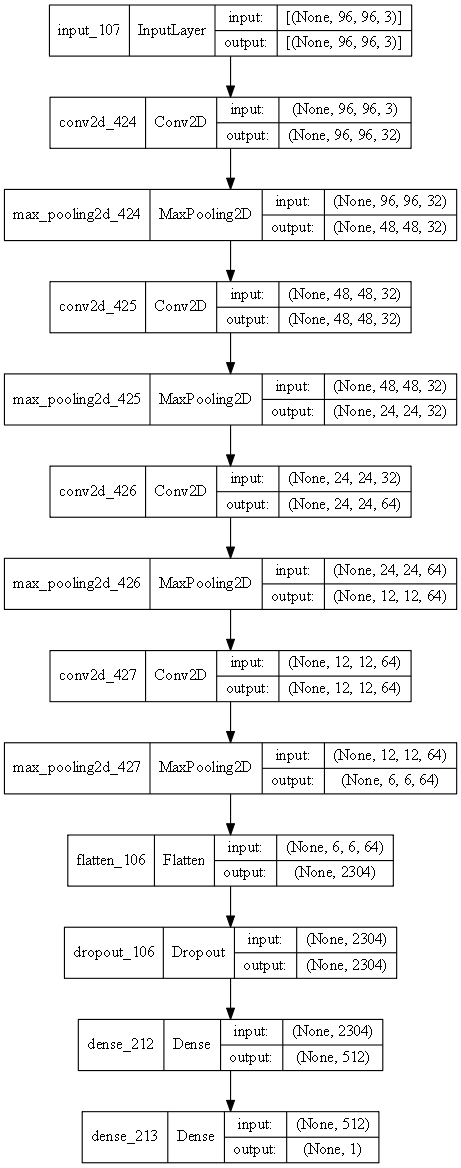 input_107 InputLayer input: [(None, 96, 96, 3)]
output: [(None, 96, 96, 3)]
conv2d_424 Conv2D input: (None, 96, 96, 3)
output: (None, 96, 96, 32)
max_pooling2d_424 MaxPooling2D input: (None, 96, 96, 32)
output: (None, 48, 48, 32)
conv2d_425 Conv2D input: (None, 48, 48, 32)
output: (None, 48, 48, 32)
max_pooling2d_425 MaxPooling2D input: (None, 48, 48, 32)
output: (None, 24, 24, 32)
conv2d_426 Conv2D input: (None, 24, 24, 32)
output: (None, 24, 24, 64)
max_pooling2d_426 MaxPooling2D input: (None, 24, 24, 64)
output: (None, 12, 12, 64)
conv2d_427 Conv2D input: (None, 12, 12, 64)
output: (None, 12, 12, 64)
max_pooling2d_427 MaxPooling2D input: (None, 12, 12, 64)
output: (None, 6, 6, 64)
flatten_106 Flatten input: (None, 6, 6, 64)
output: (None, 2304)
dropout_106 Dropout input: (None, 2304)
output: (None, 2304)
dense_212 Dense input: (None, 2304)
output: (None, 512)
dense_213 Dense input: (None, 512)
output: (None, 1)